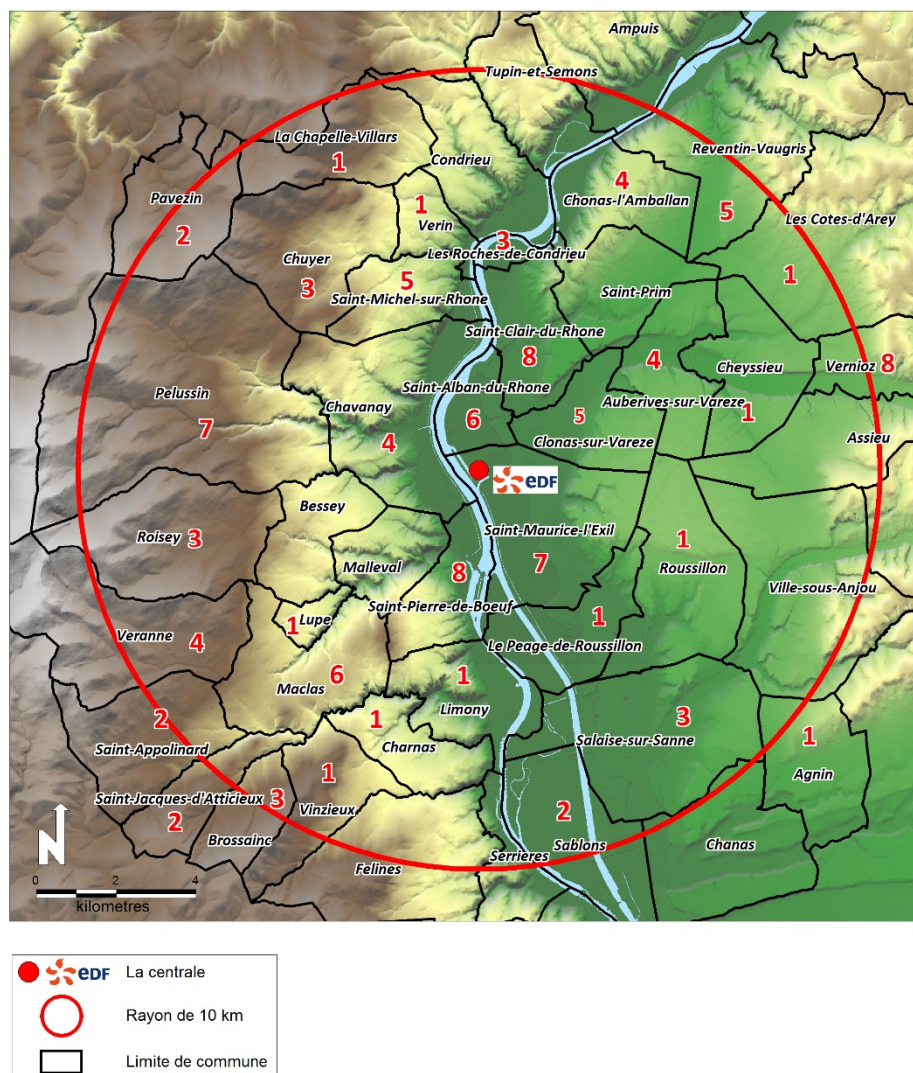 Ampuis
Tupin-et-Semons
La Chapelle-Villars
1
Condrieu
Reventin-Vaugris
4
Chonas-l'Amballan
Pavezin
2
1
Verin
5
Les Cotes-d'Arey
3
Les Roches-de-Condrieu
Chuyer
3
5
Saint-Michel-sur-Rhone
1
Saint-Prim
Saint-Clair-du-Rhone
8
4
Cheyssieu
Vernioz
8
Saint-Alban-du-Rhone
6
Pelussin
7
Chavanay
4
Auberives-sur-Vareze
1
5
Clonas-sur-Vareze
Assieu
eDF
Bessey
Roisey
3
Saint-Maurice-l'Exil
7
1
Roussillon
Malleval
8
Ville-sous-Anjou
Saint-Pierre-de-Boeuf
1
Lupe
1
Le Peage-de-Roussillon
Veranne
4
6
Maclas
1
Limony
2
Saint-Appolinard
1
Charnas
3
Salaise-sur-Sanne
1
Agnin
1
Vinzieux
Saint-Jacques-d'Atticieux
2
3
Brossainc
2
Sablons
Chanas
Serrieres
Felines
N
0 2 4
kilometres
eDF La centrale
Rayon de 10 km
Limite de commune